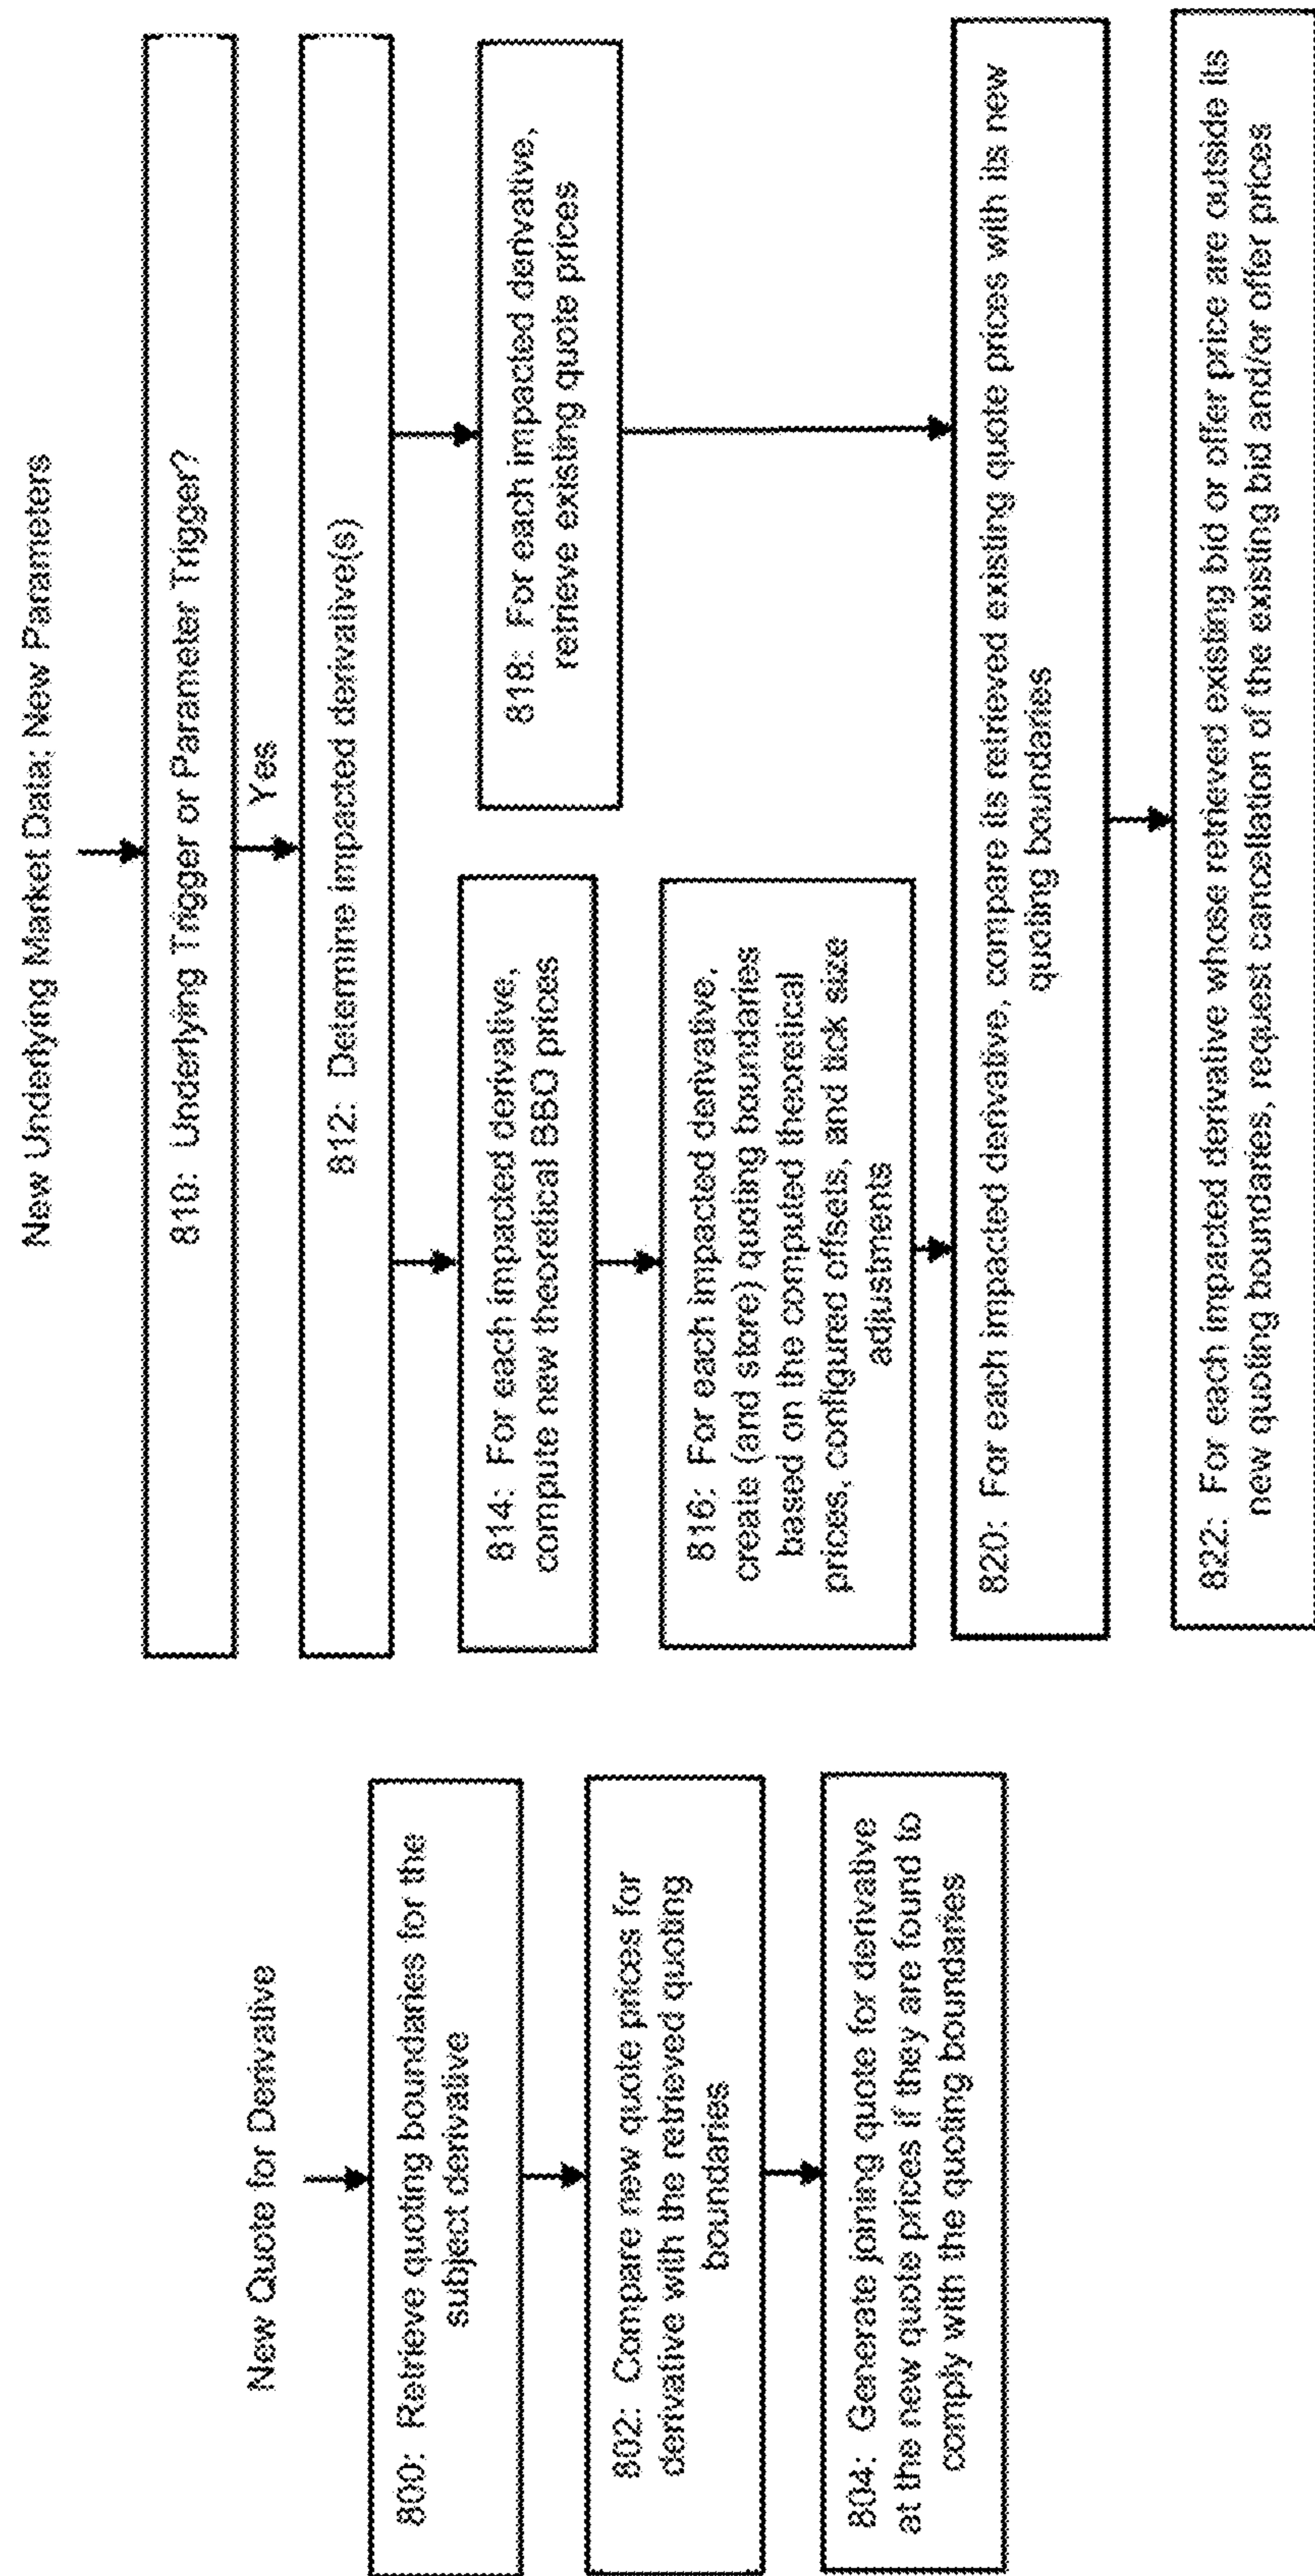 New Quote for Derivative
800: Retrieve quoting boundaries for the
subject derivative
802: Compare new quote prices for
derivative with the retrieved quoting
boundaries
804: Generate joining quote for derivative
at the new quote prices if they are found to
comply with the quoting boundaries
New Underlying Market Data; New Parameters
810: Underlying Trigger or Parameter Trigger?
Yes
812: Determine impacted derivative(s)
814: For each impacted derivative,
compute new theoretical BBO prices
816: For each impacted derivative,
create (and store) quoting boundaries
based on the computed theoretical
prices, configured offsets, and tick size
adjustments
818: For each impacted derivative,
retrieve existing quote prices
820: For each impacted derivative, compare its retrieved existing quote prices with its new
quoting boundaries
822: For each impacted derivative whose retrieved existing bid or offer price are outside its
new quoting boundaries, request cancellation of the existing bid and/or offer prices